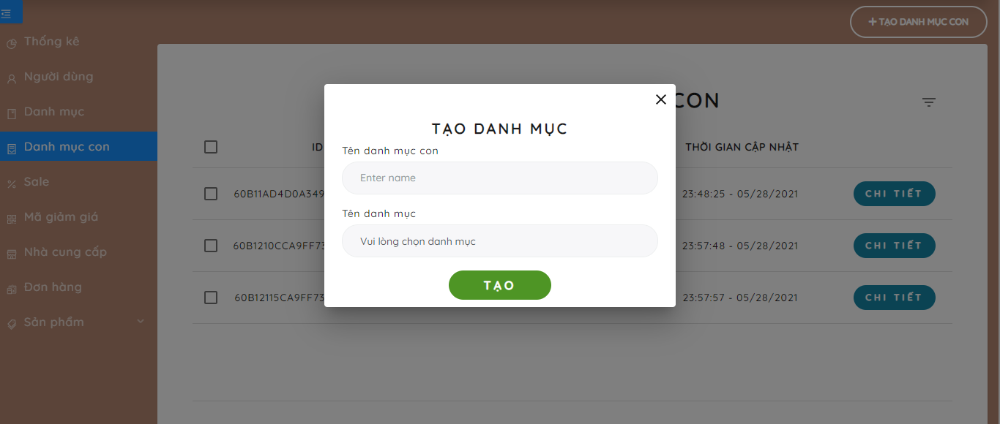 + TẠO DANH MỤC CON
Thống kê
Người dùng
Danh mục
Danh mục con
Sale
Mã giảm giá
Nhà cung cấp
Đơn hàng
Sản phẩm
CON
ID
THỜI GIAN CẬP NHẬT
60B11AD4D0A349
23:48:25 - 05/28/2021
CHI TIẾT
60B1210CCA9FF73
23:57:48 - 05/28/2021
CHI TIẾT
60B12115CA9FF73
23:57:57 - 05/28/2021
CHI TIẾT
TẠO DANH MỤC
Tên danh mục con
Enter name
Tên danh mục
Vui lòng chọn danh mục
TẠO